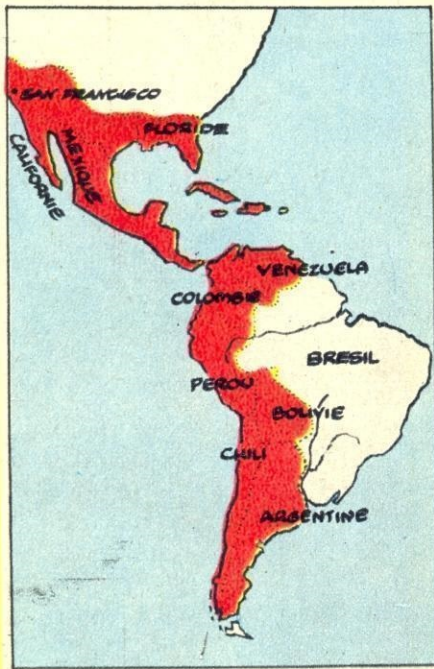 SAN FRANCISCO
FLORIDE
MEXIQUE
CALIFORNIE
VENEZUELA
COLOMBIE
BRESIL
PEROU
BOLIVIE
CHILI
ARGENTINE